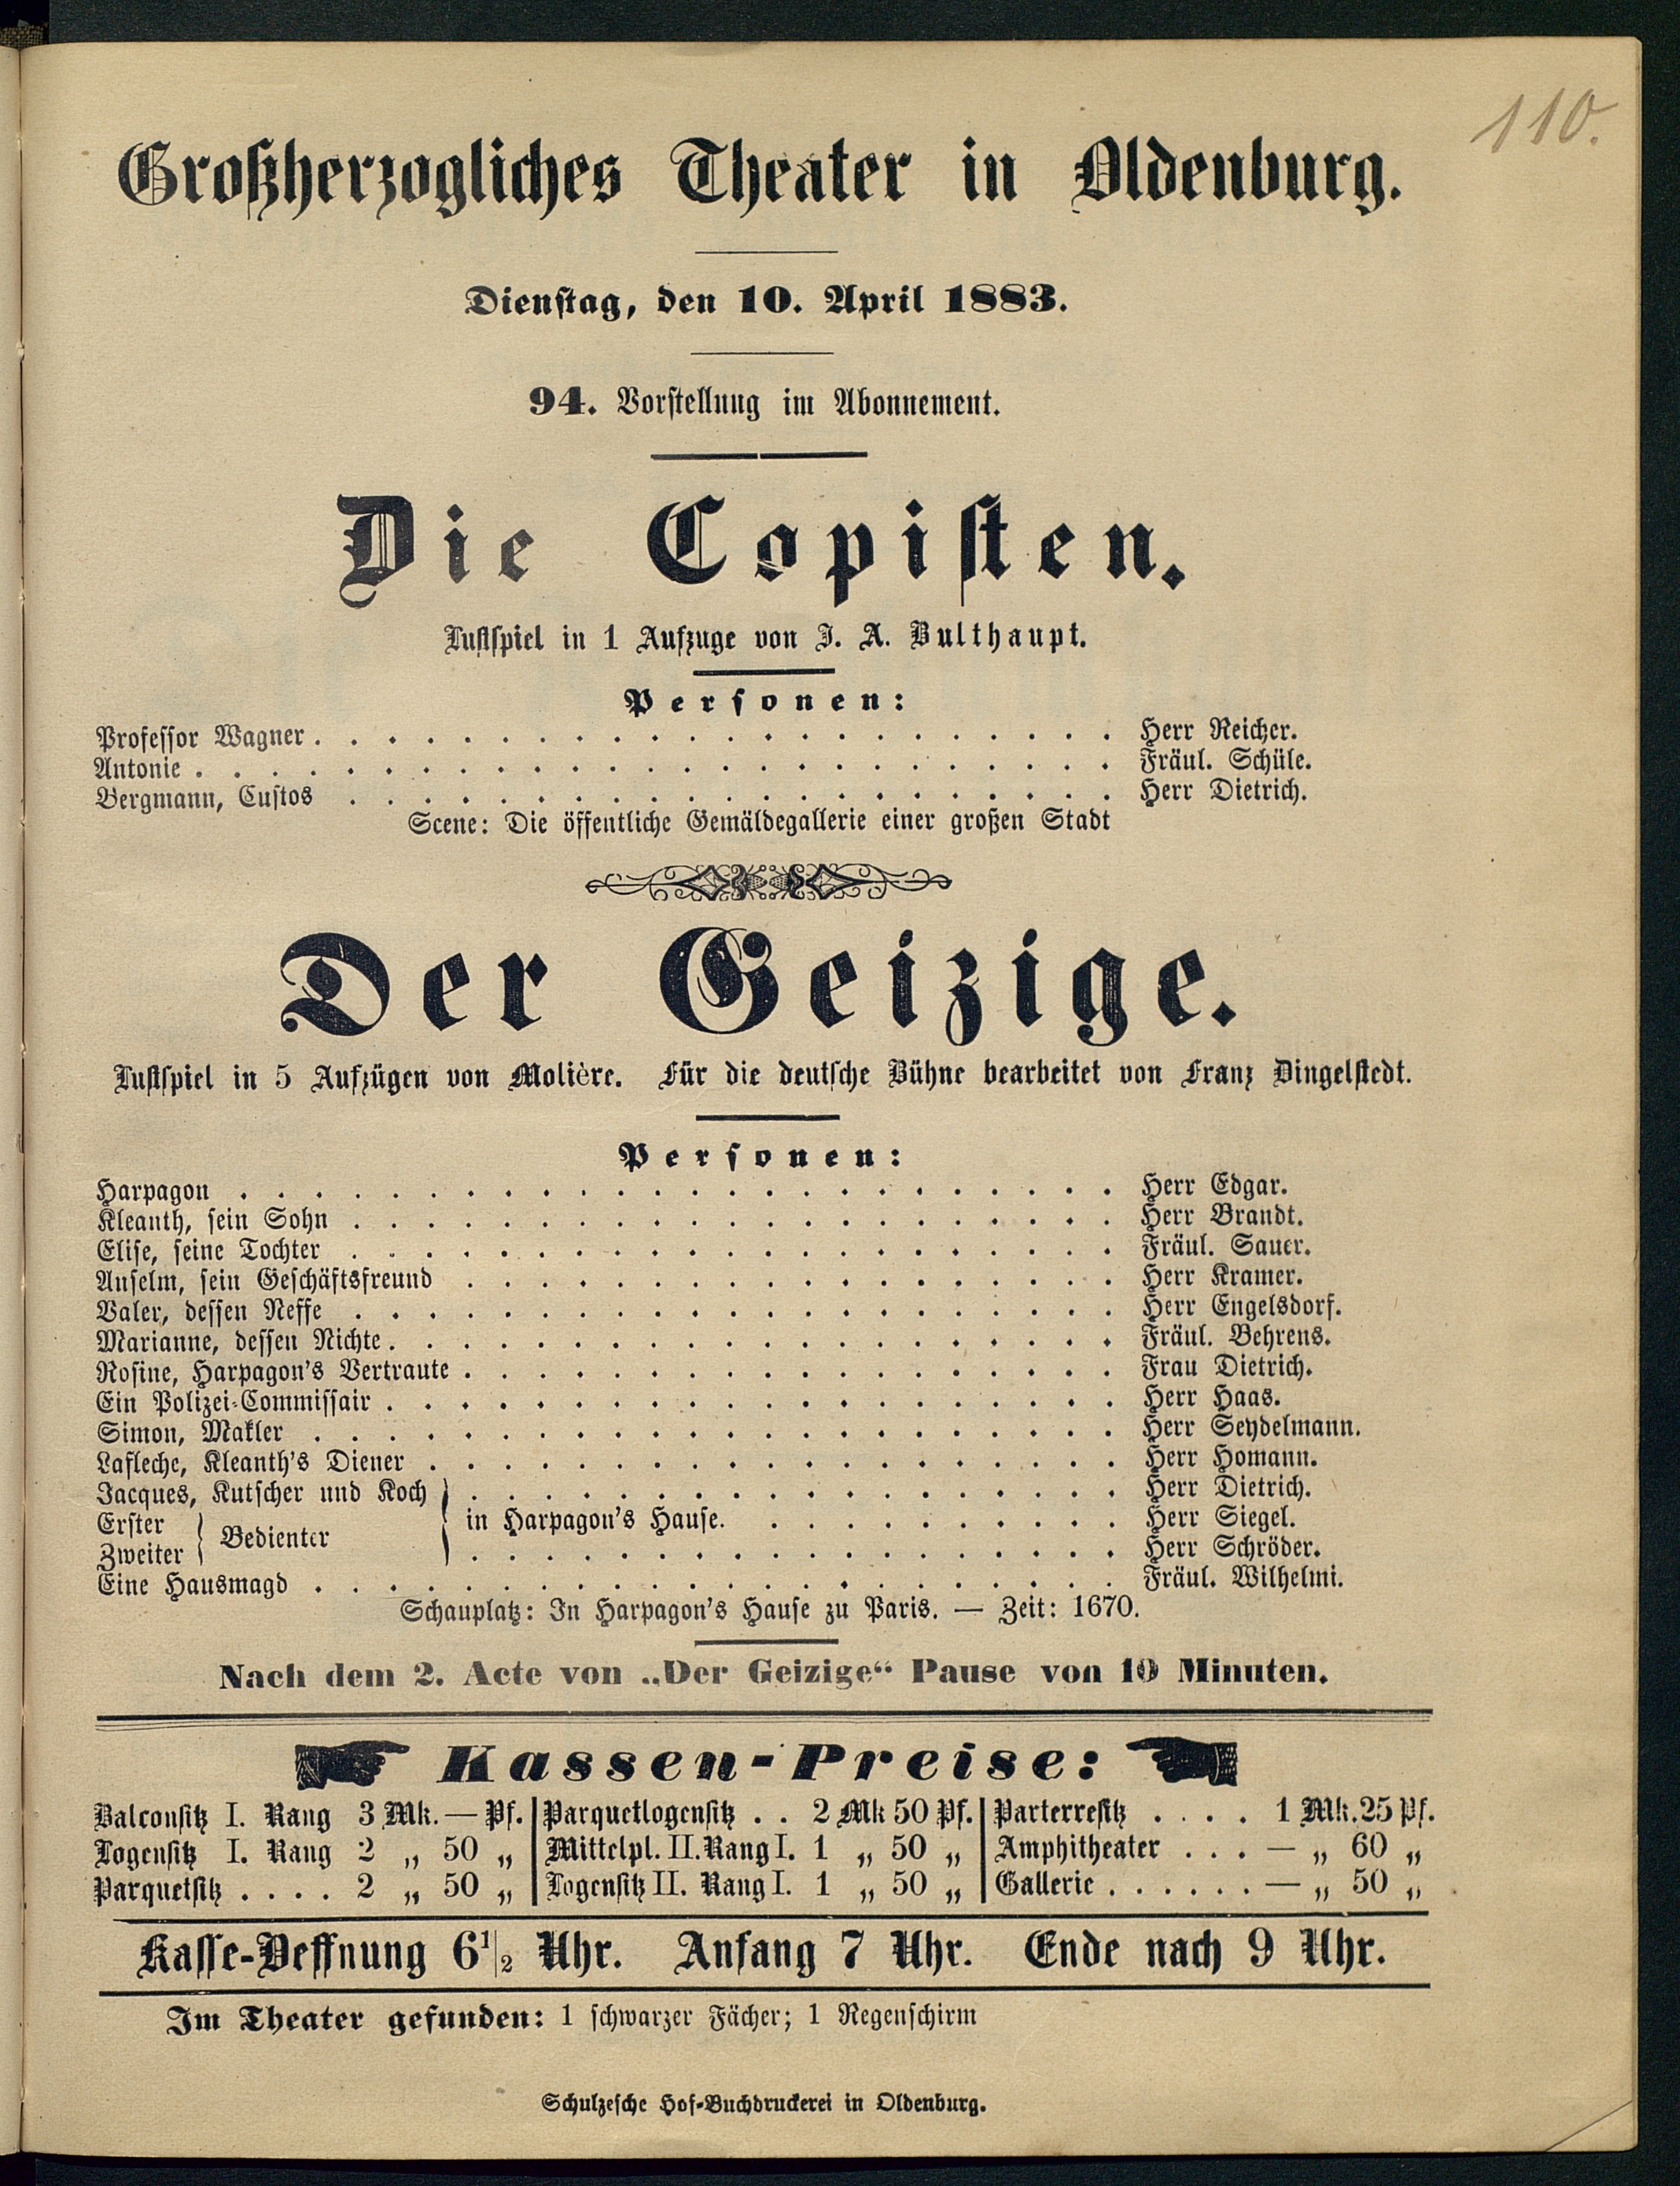 110.
Großherzogliches Theater in Oldenburg.
Dienstag, den 10. April 1883.
94. Vorstellung im Abonnement.
Die Copisten.
Lustspiel in 1 Aufzuge von J. A. Bulthaupt.
Personen:
Professor Wagner . . . . . . . . . . Herr Reicher.
Antonie . . . . . . . . . . Fräul. Schüle.
Bergmann, Custos . . . . . . . . . . Herr Dietrich.
Scene: Die öffentliche Gemäldegallerie einer großen Stadt
Der Geizige.
Lustspiel in 5 Aufzügen von Molière. Für die deutsche Bühne bearbeitet von Franz Dingelstedt.
Personen:
Harpagon . . . . . . . . . . Herr Edgar.
Kleanth, sein Sohn . . . . . . . . . . Herr Brandt.
Elise, seine Tochter . . . . . . . . . . Fräul. Sauer.
Anselm, sein Geschäftsfreund . . . . . . . . . . Herr Kramer.
Valer, dessen Neffe . . . . . . . . . . Herr Engelsdorf.
Marianne, dessen Nichte . . . . . . . . . . Fräul. Behrens.
Rosine, Harpagon's Vertraute . . . . . . . . . . Frau Dietrich.
Ein Polizei-Commissair . . . . . . . . . . Herr Haas.
Simon, Makler . . . . . . . . . . Herr Seydelmann.
Lafleche, Kleanth's Diener . . . . . . . . . . Herr Homann.
Jacques, Kutscher und Koch } . . . . . . . . . . Herr Dietrich.
Erster } Bedienter } in Harpagon's Hause. . . . . . . . . . . Herr Siegel.
Zweiter } . . . . . . . . . . Herr Schröder.
Eine Hausmagd . . . . . . . . . . Fräul. Wilhelmi.
Schauplatz: In Harpagon's Hause zu Paris. — Zeit: 1670.
Nach dem 2. Acte von „Der Geizige“ Pause von 10 Minuten.
Kassen-Preise:
Balconsitz I. Rang 3 Mk. — Pf. | Parquetlogensitz . . 2 Mk 50 Pf. | Parterresitz . . . . 1 Mk. 25 Pf.
Logensitz I. Rang 2 „ 50 „ | Mittelpl. II. Rang I. 1 „ 50 „ | Amphitheater . . . — „ 60 „
Parquetsitz . . . . 2 „ 50 „ | Logensitz II. Rang I. 1 „ 50 „ | Gallerie . . . . . . — „ 50 „
Kasse-Oeffnung 6 1/2 Uhr. Anfang 7 Uhr. Ende nach 9 Uhr.
Im Theater gefunden: 1 schwarzer Fächer; 1 Regenschirm
Schulzesche Hof-Buchdruckerei in Oldenburg.